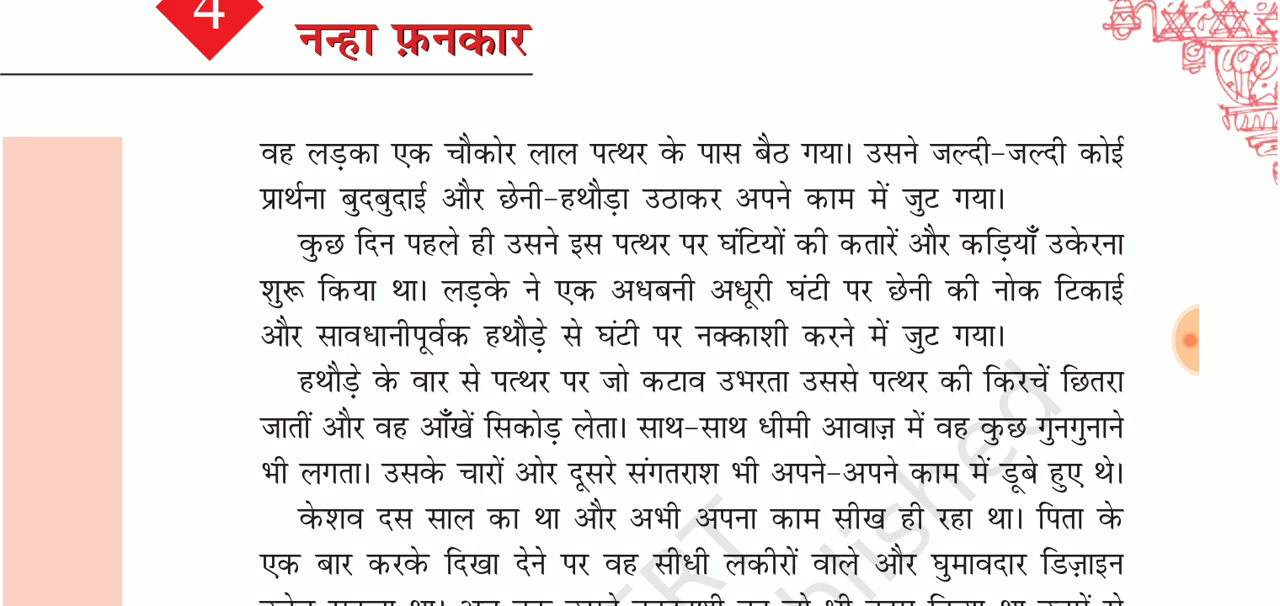 4
नन्हा फ़नकार
वह लड़का एक चौकोर लाल पत्थर के पास बैठ गया। उसने जल्दी-जल्दी कोई
प्रार्थना बुदबुदाई और छेनी-हथौड़ा उठाकर अपने काम में जुट गया।
कुछ दिन पहले ही उसने इस पत्थर पर घंटियों की कतारें और कड़ियाँ उकेरना
शुरू किया था। लड़के ने एक अधबनी अधूरी घंटी पर छेनी की नोक टिकाई
और सावधानीपूर्वक हथौड़े से घंटी पर नक्काशी करने में जुट गया।
हथौड़े के वार से पत्थर पर जो कटाव उभरता उससे पत्थर की किरचें छितरा
जातीं और वह आँखें सिकोड़ लेता। साथ-साथ धीमी आवाज़ में वह कुछ गुनगुनाने
भी लगता। उसके चारों ओर दूसरे संगतराश भी अपने-अपने काम में डूबे हुए थे।
केशव दस साल का था और अभी अपना काम सीख ही रहा था। पिता के
एक बार करके दिखा देने पर वह सीधी लकीरों वाले और घुमावदार डिज़ाइन